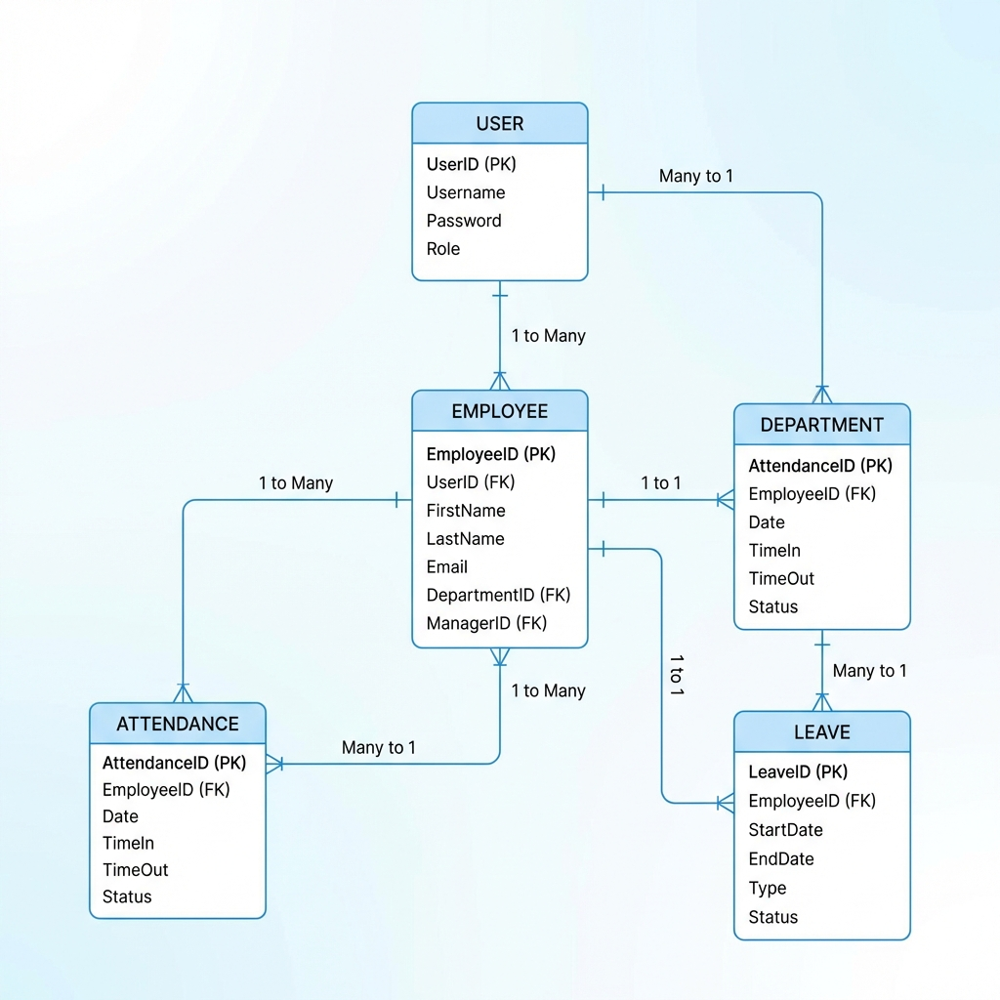 USER
UserID (PK)
Username
Password
Role
Many to 1
1 to Many
EMPLOYEE
EmployeeID (PK)
UserID (FK)
FirstName
LastName
Email
DepartmentID (FK)
ManagerID (FK)
1 to Many
1 to 1
DEPARTMENT
AttendanceID (PK)
EmployeeID (FK)
Date
TimeIn
TimeOut
Status
1 to 1
Many to 1
1 to Many
Many to 1
ATTENDANCE
AttendanceID (PK)
EmployeeID (FK)
Date
TimeIn
TimeOut
Status
LEAVE
LeaveID (PK)
EmployeeID (FK)
StartDate
EndDate
Type
Status